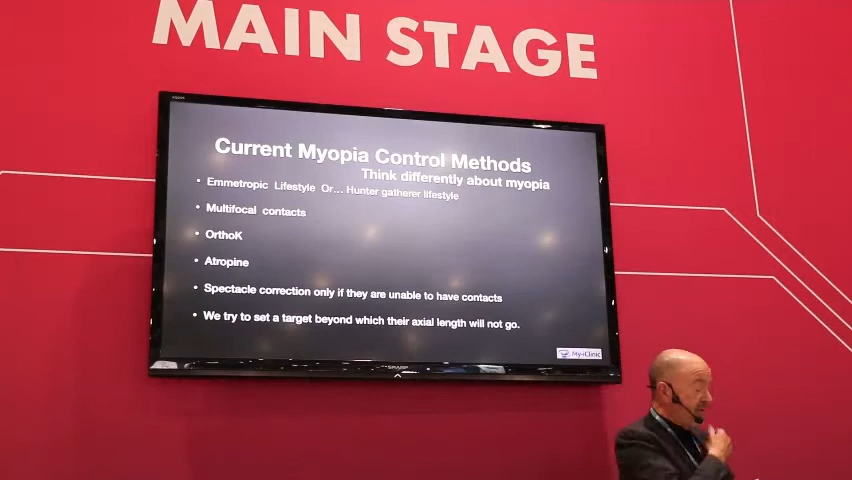 MAIN STAGE
Current Myopia Control Methods
Think differently about myopia
• Emmetropic Lifestyle Or... Hunter gatherer lifestyle
• Multifocal contacts
• OrthoK
• Atropine
• Spectacle correction only if they are unable to have contacts
• We try to set a target beyond which their axial length will not go.
My-iClinic
SHARP